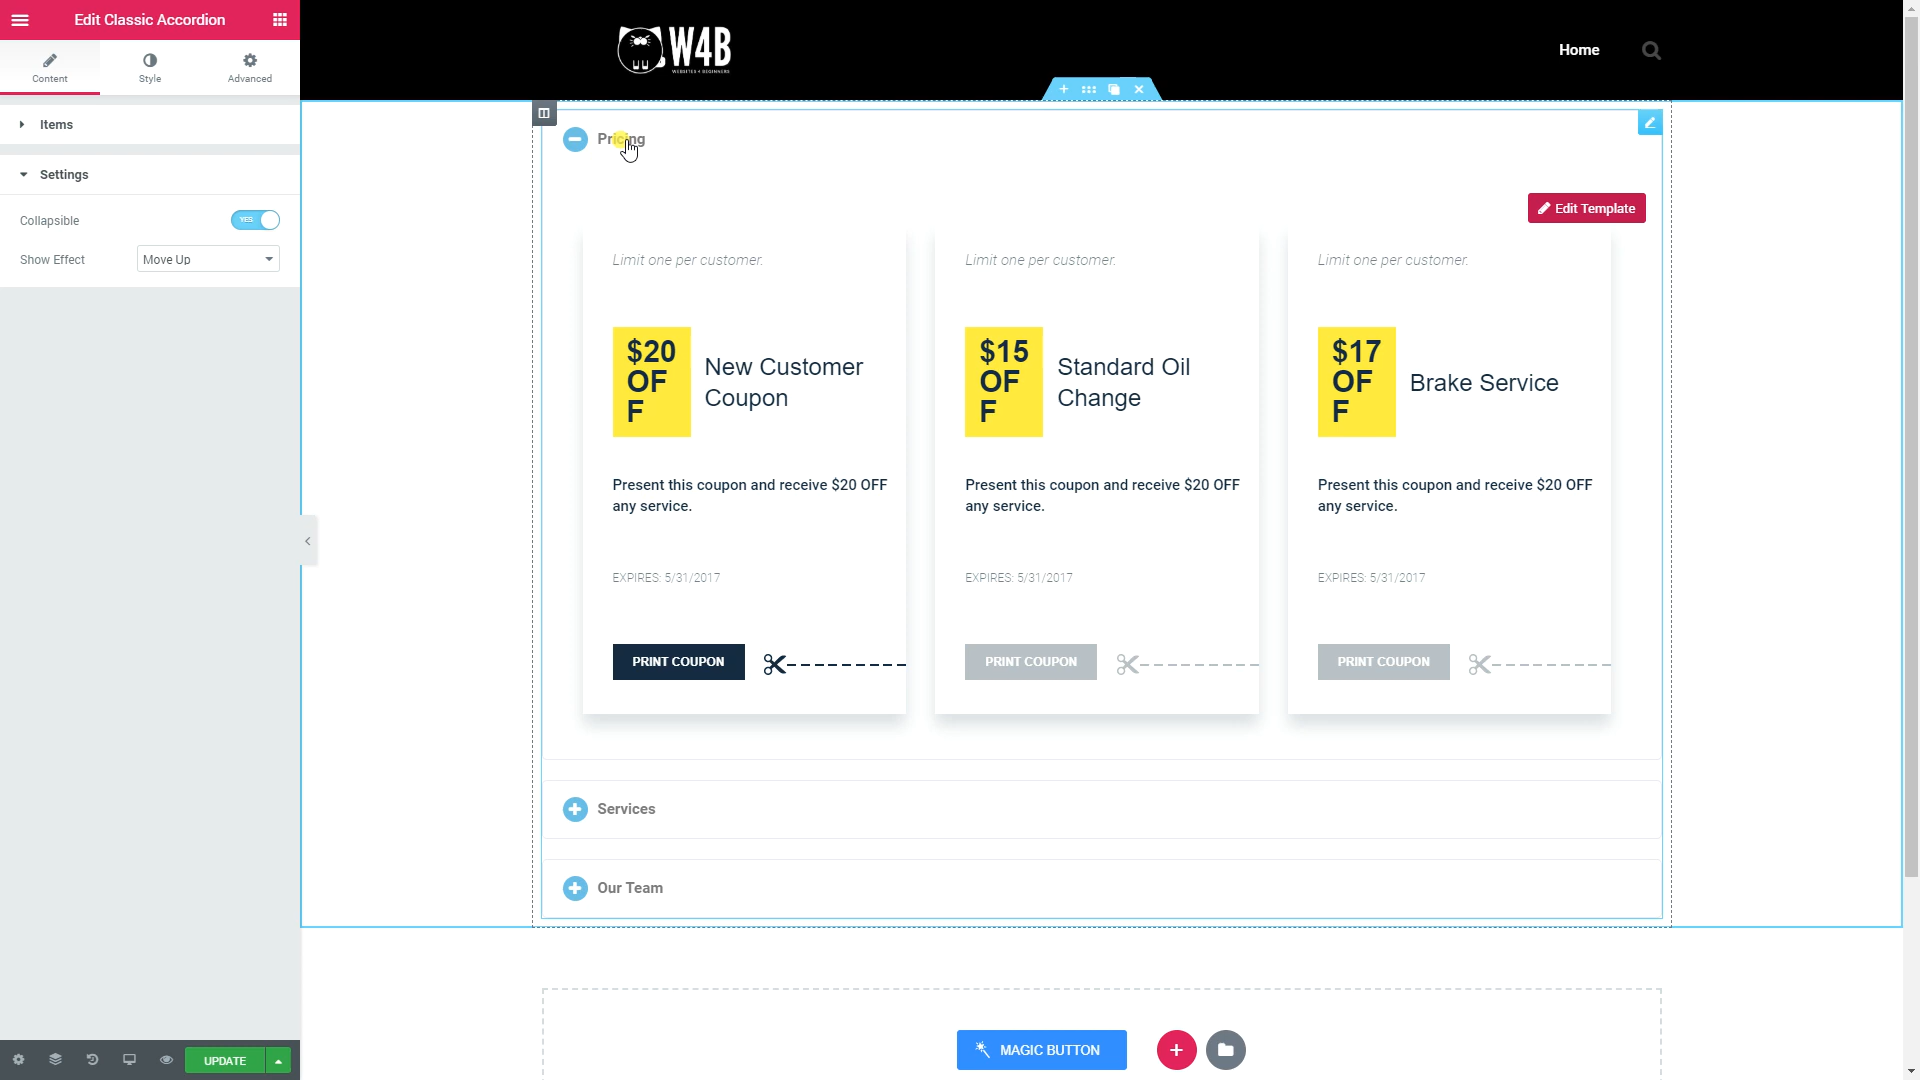 Edit Classic Accordion
Content
Style
Advanced
Items
Settings
Collapsible
YES
Show Effect
Move Up
UPDATE
W4B
WEBSITES 4 BEGINNERS
Home
Pricing
Edit Template
Limit one per customer.
$20
OF
F
New Customer
Coupon
Present this coupon and receive $20 OFF
any service.
EXPIRES: 5/31/2017
PRINT COUPON
Limit one per customer.
$15
OF
F
Standard Oil
Change
Present this coupon and receive $20 OFF
any service.
EXPIRES: 5/31/2017
PRINT COUPON
Limit one per customer.
$17
OF
F
Brake Service
Present this coupon and receive $20 OFF
any service.
EXPIRES: 5/31/2017
PRINT COUPON
Services
Our Team
MAGIC BUTTON